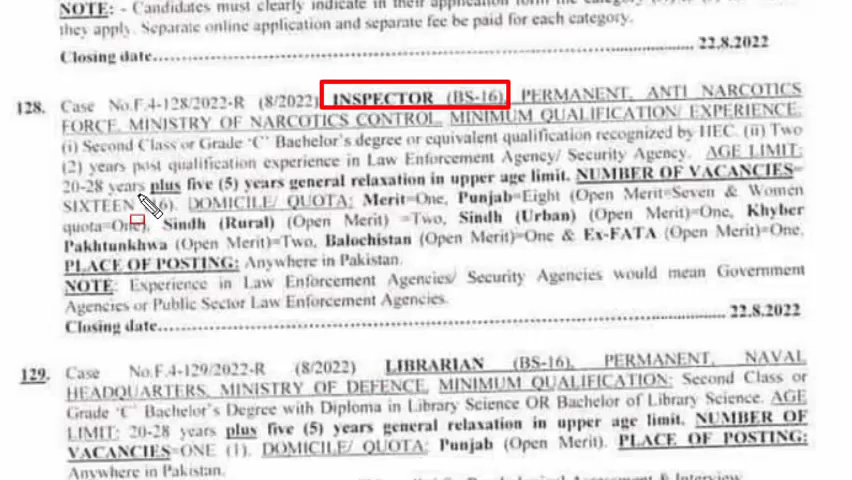 NOTE: - Candidates must clearly indicate in their application form the category
they apply. Separate online application and separate fee be paid for each category.
Closing date........................................................................ 22.8.2022
128. Case No.F.4-128/2022-R (8/2022) INSPECTOR (BS-16), PERMANENT, ANTI NARCOTICS
FORCE, MINISTRY OF NARCOTICS CONTROL. MINIMUM QUALIFICATION/ EXPERIENCE:
(i) Second Class or Grade 'C' Bachelor's degree or equivalent qualification recognized by HEC. (ii) Two
(2) years post qualification experience in Law Enforcement Agency/ Security Agency. AGE LIMIT:
20-28 years plus five (5) years general relaxation in upper age limit. NUMBER OF VACANCIES=
SIXTEEN (16). DOMICILE/ QUOTA: Merit=One, Punjab=Eight (Open Merit=Seven & Women
quota=One), Sindh (Rural) (Open Merit) =Two, Sindh (Urban) (Open Merit)=One, Khyber
Pakhtunkhwa (Open Merit)=Two, Balochistan (Open Merit)=One & Ex-FATA (Open Merit)=One.
PLACE OF POSTING: Anywhere in Pakistan.
NOTE: Experience in Law Enforcement Agencies/ Security Agencies would mean Government
Agencies or Public Sector Law Enforcement Agencies.
Closing date........................................................................ 22.8.2022
129. Case No.F.4-129/2022-R (8/2022) LIBRARIAN (BS-16), PERMANENT, NAVAL
HEADQUARTERS, MINISTRY OF DEFENCE. MINIMUM QUALIFICATION: Second Class or
Grade 'C' Bachelor's Degree with Diploma in Library Science OR Bachelor of Library Science. AGE
LIMIT: 20-28 years plus five (5) years general relaxation in upper age limit. NUMBER OF
VACANCIES=ONE (1). DOMICILE/ QUOTA: Punjab (Open Merit). PLACE OF POSTING:
Anywhere in Pakistan.
Psychological Assessment & Interview